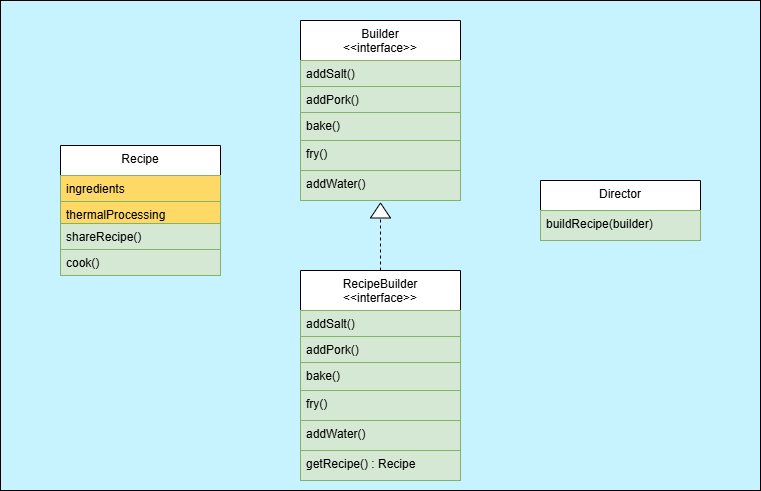 Builder
<<interface>>
addSalt()
addPork()
bake()
fry()
addWater()
Recipe
ingredients
thermalProcessing
shareRecipe()
cook()
Director
buildRecipe(builder)
RecipeBuilder
<<interface>>
addSalt()
addPork()
bake()
fry()
addWater()
getRecipe() : Recipe